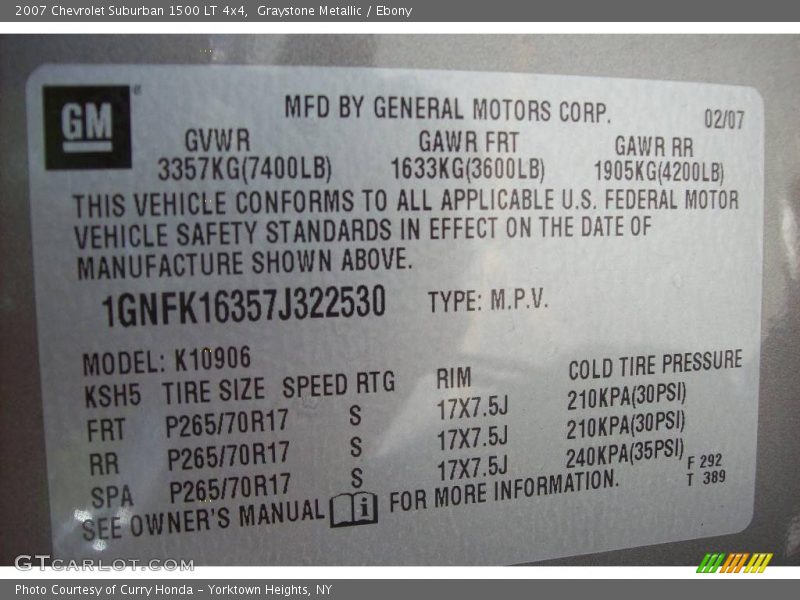 2007 Chevrolet Suburban 1500 LT 4x4,  Graystone Metallic / Ebony
GM
MFD BY GENERAL MOTORS CORP.
02/07
GVWR GAWR FRT GAWR RR
3357KG(7400LB) 1633KG(3600LB) 1905KG(4200LB)
THIS VEHICLE CONFORMS TO ALL APPLICABLE U.S. FEDERAL MOTOR
VEHICLE SAFETY STANDARDS IN EFFECT ON THE DATE OF
MANUFACTURE SHOWN ABOVE.
1GNFK16357J322530 TYPE: M.P.V.
MODEL: K10906
KSH5 TIRE SIZE SPEED RTG RIM COLD TIRE PRESSURE
FRT P265/70R17 S 17X7.5J 210KPA(30PSI)
RR P265/70R17 S 17X7.5J 210KPA(30PSI)
SPA P265/70R17 S 17X7.5J 240KPA(35PSI)
SEE OWNER'S MANUAL i FOR MORE INFORMATION.
F 292
T 389
GTcarlot.com
Photo Courtesy of Curry Honda – Yorktown Heights, NY